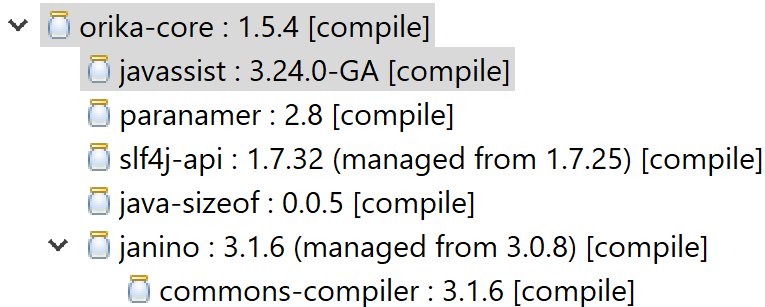 orika-core : 1.5.4 [compile]
javassist : 3.24.0-GA [compile]
paranamer : 2.8 [compile]
slf4j-api : 1.7.32 (managed from 1.7.25) [compile]
java-sizeof : 0.0.5 [compile]
janino : 3.1.6 (managed from 3.0.8) [compile]
commons-compiler : 3.1.6 [compile]